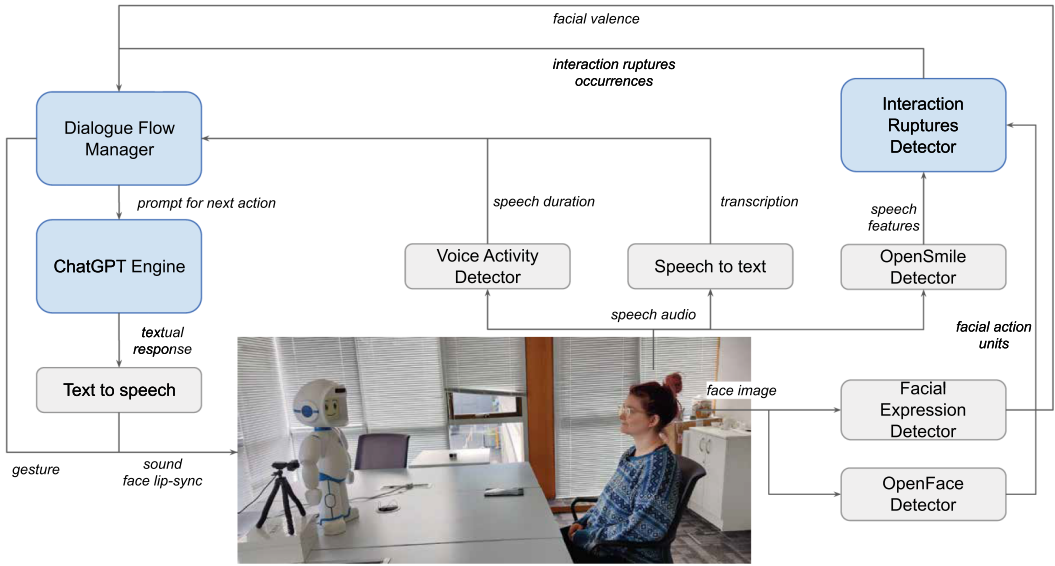 facial valence
interaction ruptures
occurrences
Dialogue Flow
Manager
Interaction
Ruptures
Detector
prompt for next action
speech duration
transcription
speech
features
ChatGPT Engine
Voice Activity
Detector
Speech to text
OpenSmile
Detector
textual
response
speech audio
facial action
units
Text to speech
face image
Facial
Expression
Detector
gesture
sound
face lip-sync
OpenFace
Detector